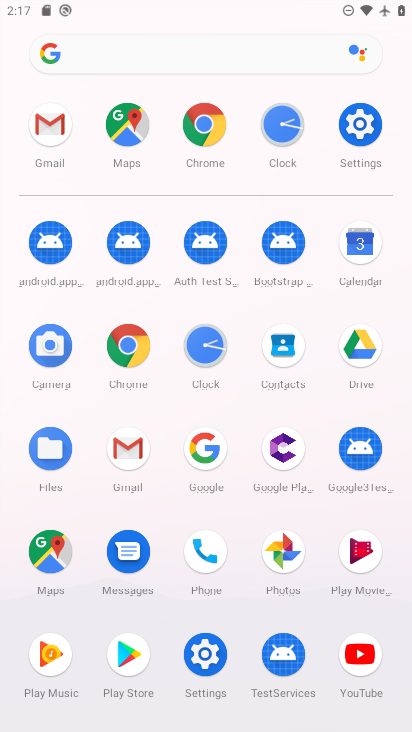 2:17
Gmail Maps Chrome Clock Settings
android.app... android.app... Auth Test S... Bootstrap ... Calendar
3
Camera Chrome Clock Contacts Drive
Files Gmail Google Google Pla... Google3Tes...
Maps Messages Phone Photos Play Movie...
Play Music Play Store Settings TestServices YouTube